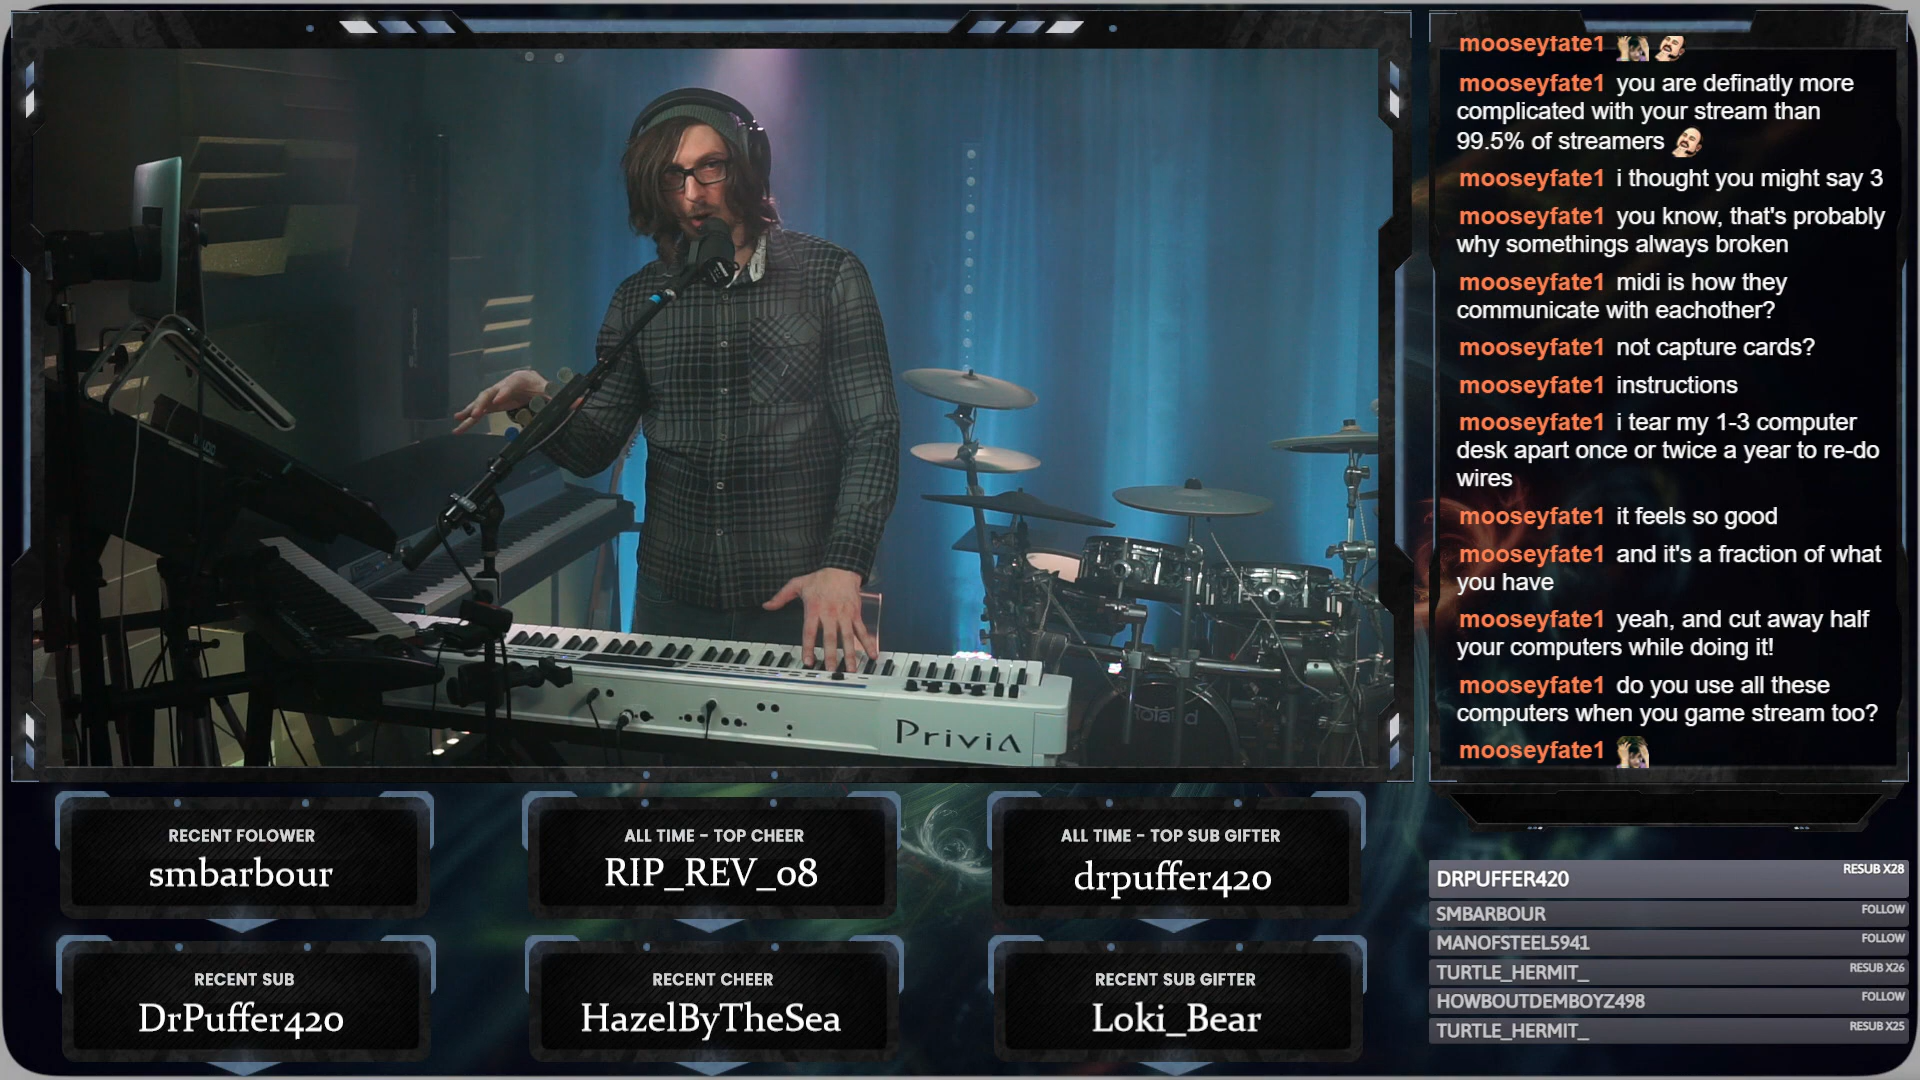 mooseyfate1
mooseyfate1 you are definatly more
complicated with your stream than
99.5% of streamers
mooseyfate1 i thought you might say 3
mooseyfate1 you know, that's probably
why somethings always broken
mooseyfate1 midi is how they
communicate with eachother?
mooseyfate1 not capture cards?
mooseyfate1 instructions
mooseyfate1 i tear my 1-3 computer
desk apart once or twice a year to re-do
wires
mooseyfate1 it feels so good
mooseyfate1 and it's a fraction of what
you have
mooseyfate1 yeah, and cut away half
your computers while doing it!
mooseyfate1 do you use all these
computers when you game stream too?
mooseyfate1
Privia
Roland
RECENT FOLOWER
smbarbour
ALL TIME - TOP CHEER
RIP_REV_08
ALL TIME - TOP SUB GIFTER
drpuffer420
RECENT SUB
DrPuffer420
RECENT CHEER
HazelByTheSea
RECENT SUB GIFTER
Loki_Bear
DRPUFFER420 RESUB X28
SMBARBOUR FOLLOW
MANOFSTEEL5941 FOLLOW
TURTLE_HERMIT_ RESUB X26
HOWBOUTDEMBOYZ498 FOLLOW
TURTLE_HERMIT_ RESUB X25